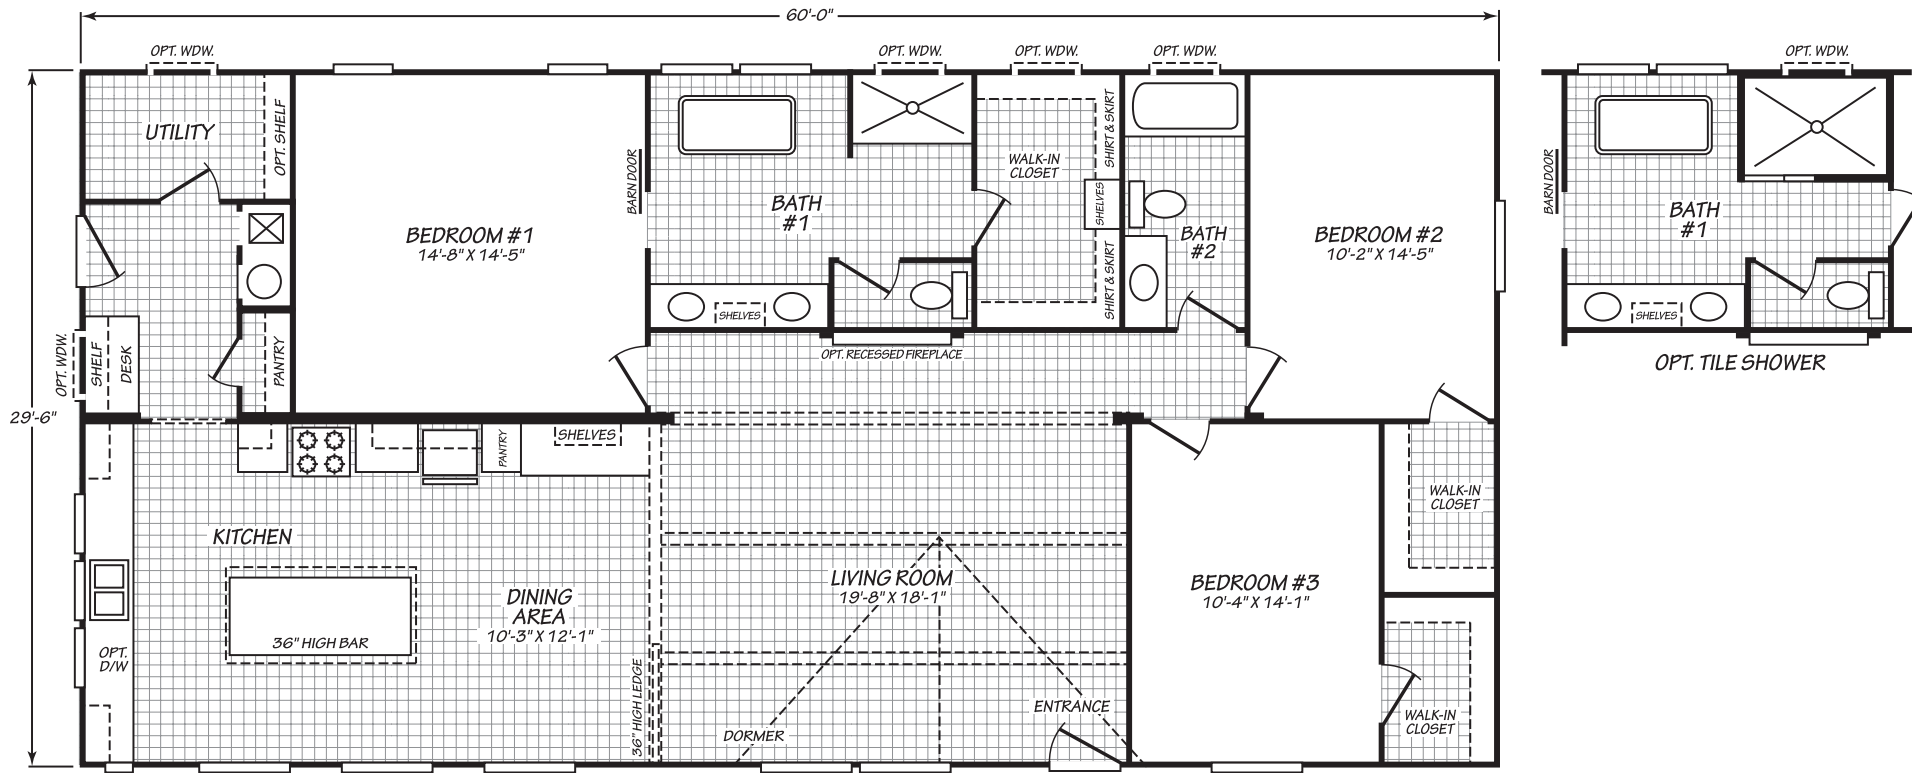 60'-0"
OPT. WDW.
OPT. WDW.
OPT. WDW.
OPT. WDW.
OPT. WDW.
UTILITY
OPT. SHELF
BEDROOM #1
14'-8" X 14'-5"
BARN DOOR
BATH
#1
WALK-IN
CLOSET
SHIRT & SKIRT
SHELVES
SHIRT & SKIRT
BATH
#2
BEDROOM #2
10'-2" X 14'-5"
BARN DOOR
BATH
#1
SHELVES
OPT. TILE SHOWER
SHELVES
OPT. RECESSED FIREPLACE
OPT. WDW.
SHELF
DESK
PANTRY
29'-6"
PANTRY
SHELVES
KITCHEN
36" HIGH BAR
OPT.
D/W
DINING
AREA
10'-3" X 12'-1"
36" HIGH LEDGE
LIVING ROOM
19'-8" X 18'-1"
DORMER
ENTRANCE
BEDROOM #3
10'-4" X 14'-1"
WALK-IN
CLOSET
WALK-IN
CLOSET